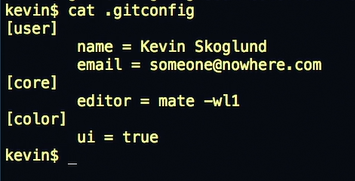 kevin$ cat .gitconfig
[user]
        name = Kevin Skoglund
        email = someone@nowhere.com
[core]
        editor = mate -wl1
[color]
        ui = true
kevin$ _